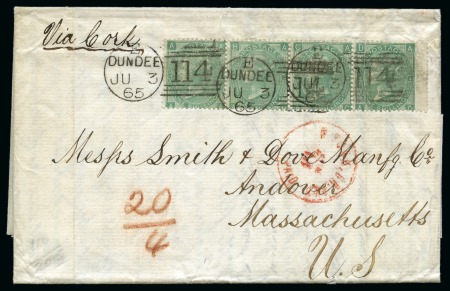 Via Cork
DUNDEE
JU 3
65
114
DUNDEE
JU 3
65
DUNDEE
114
Messrs Smith & Dove Manfg Co.
Andover
Massachusetts
U. S
20
4